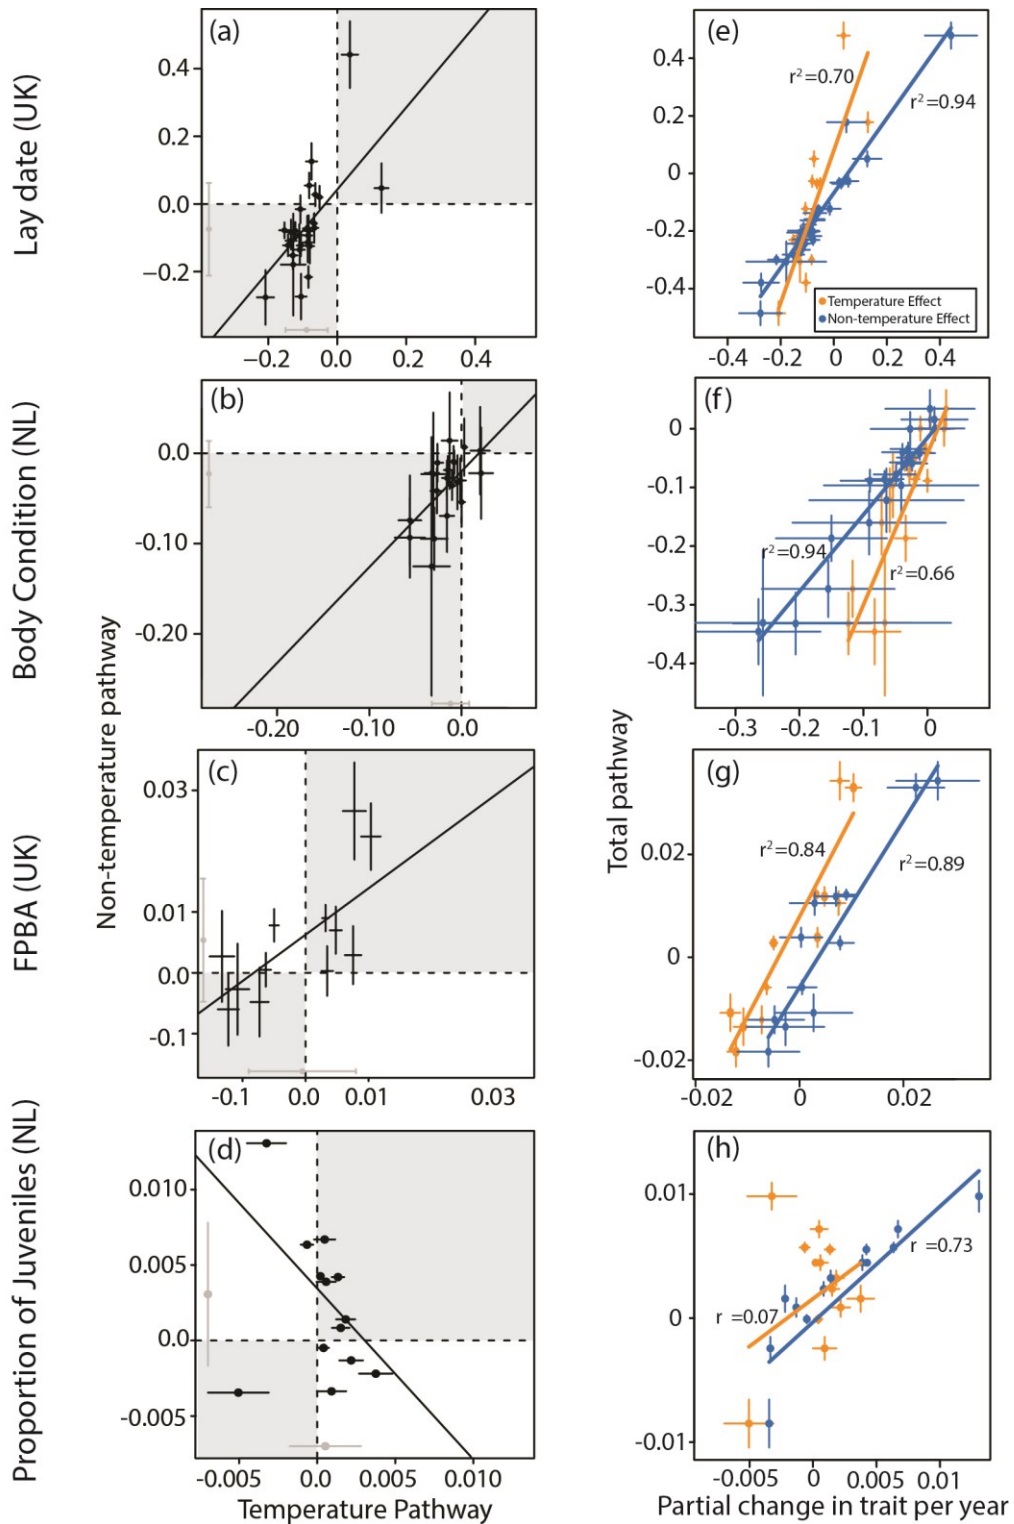 Lay date (UK)
Body Condition (NL)
FPBA (UK)
Proportion of Juveniles (NL)
Non-temperature pathway
(a)
0.4
0.2
0.0
−0.2
−0.2
0.0
0.2
0.4
(b)
0.0
-0.10
-0.20
-0.20
-0.10
0.0
(c)
0.03
0.01
0.0
-0.1
-0.1
0.0
0.01
0.03
(d)
0.010
0.005
0.0
-0.005
-0.005
0.0
0.005
0.010
Temperature Pathway
Total pathway
(e)
r²=0.70
r²=0.94
Temperature Effect
Non-temperature Effect
0.4
0.2
0
-0.2
-0.4
-0.4
-0.2
0
0.2
0.4
(f)
r²=0.94
r²=0.66
0
-0.1
-0.2
-0.3
-0.4
-0.3
-0.2
-0.1
0
(g)
r²=0.84
r²=0.89
0.02
0
-0.02
-0.02
0
0.02
(h)
r =0.73
r =0.07
0.01
0
-0.01
-0.005
0
0.005
0.01
Partial change in trait per year